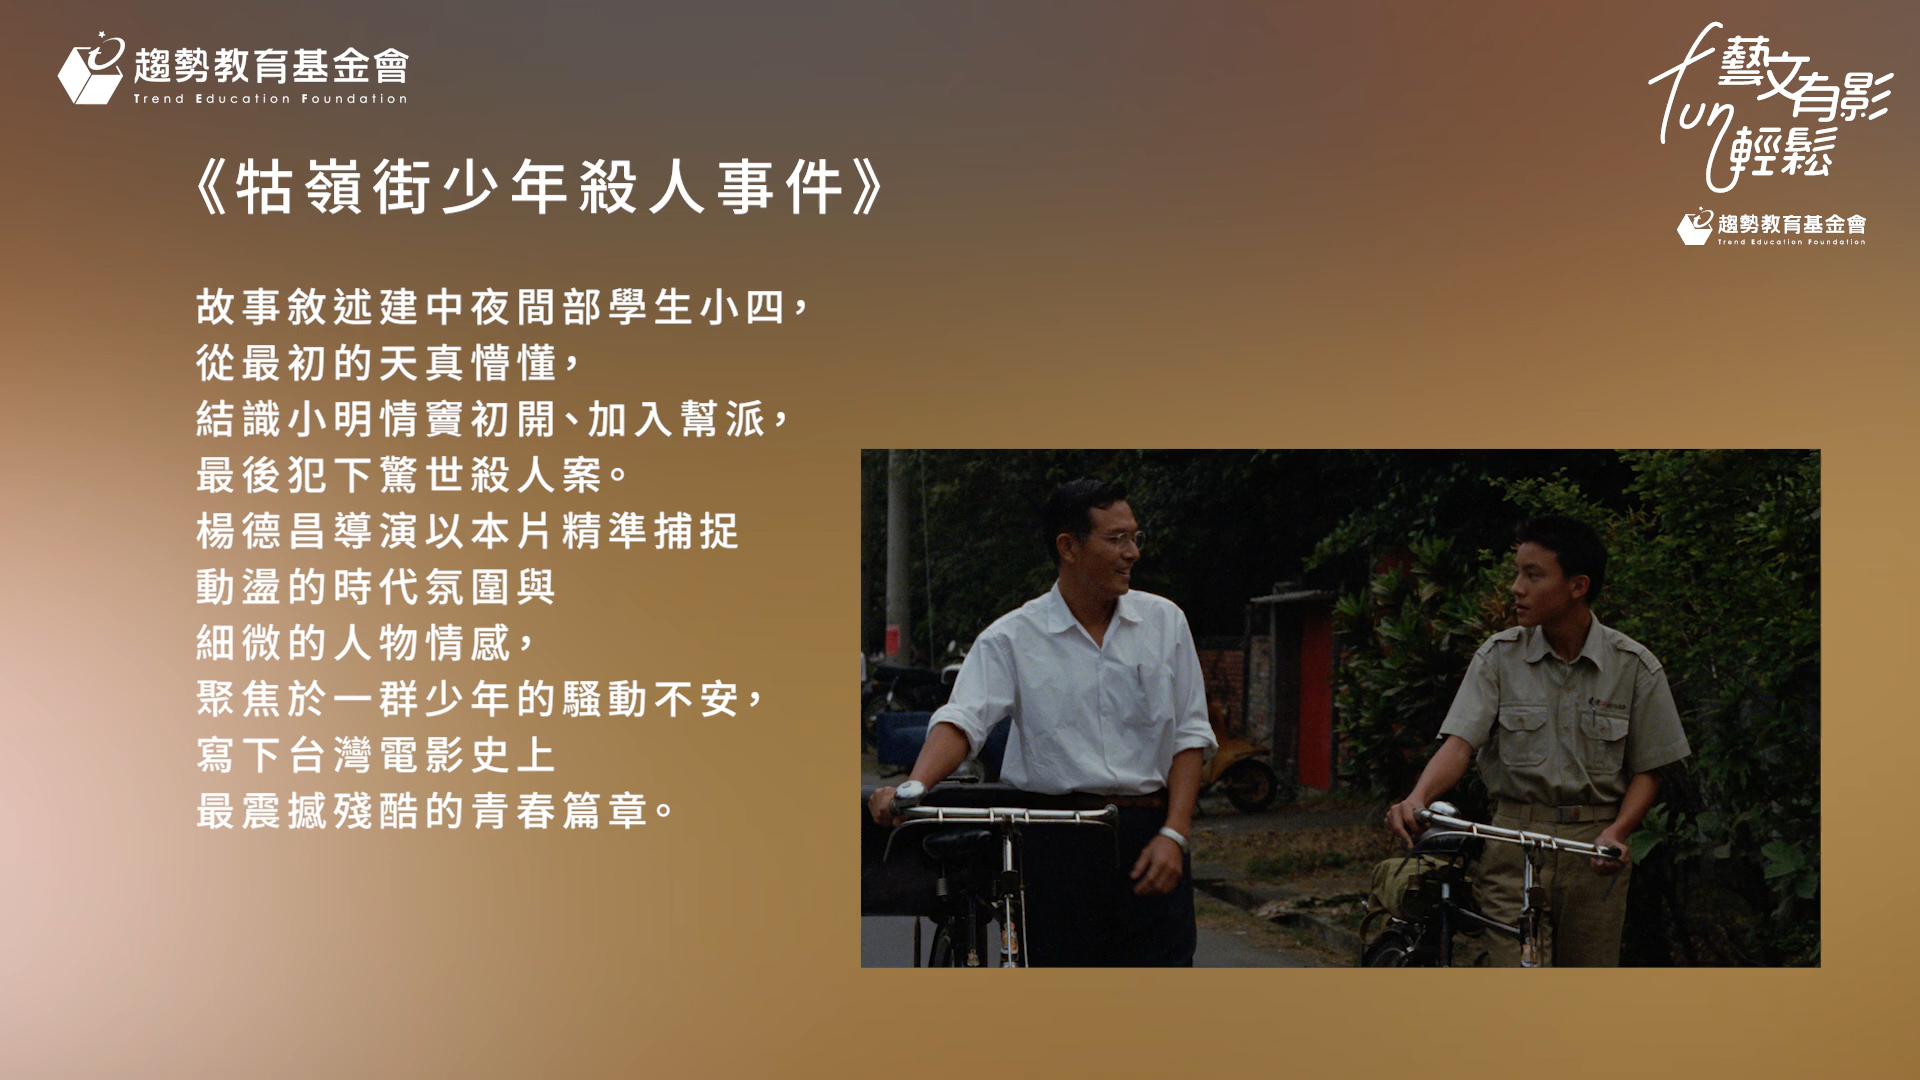 趨勢教育基金會
Trend Education Foundation
fun
藝文有影
輕鬆
趨勢教育基金會
Trend Education Foundation
《牯嶺街少年殺人事件》
故事敘述建中夜間部學生小四，
從最初的天真懵懂，
結識小明情竇初開、加入幫派，
最後犯下驚世殺人案。
楊德昌導演以本片精準捕捉
動盪的時代氛圍與
細微的人物情感，
聚焦於一群少年的騷動不安，
寫下台灣電影史上
最震撼殘酷的青春篇章。